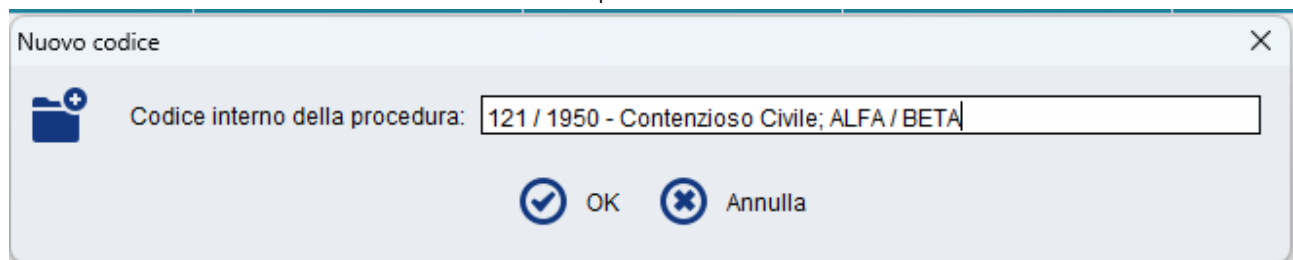 Nuovo codice
Codice interno della procedura: 121 / 1950 - Contenzioso Civile; ALFA / BETA
OK Annulla